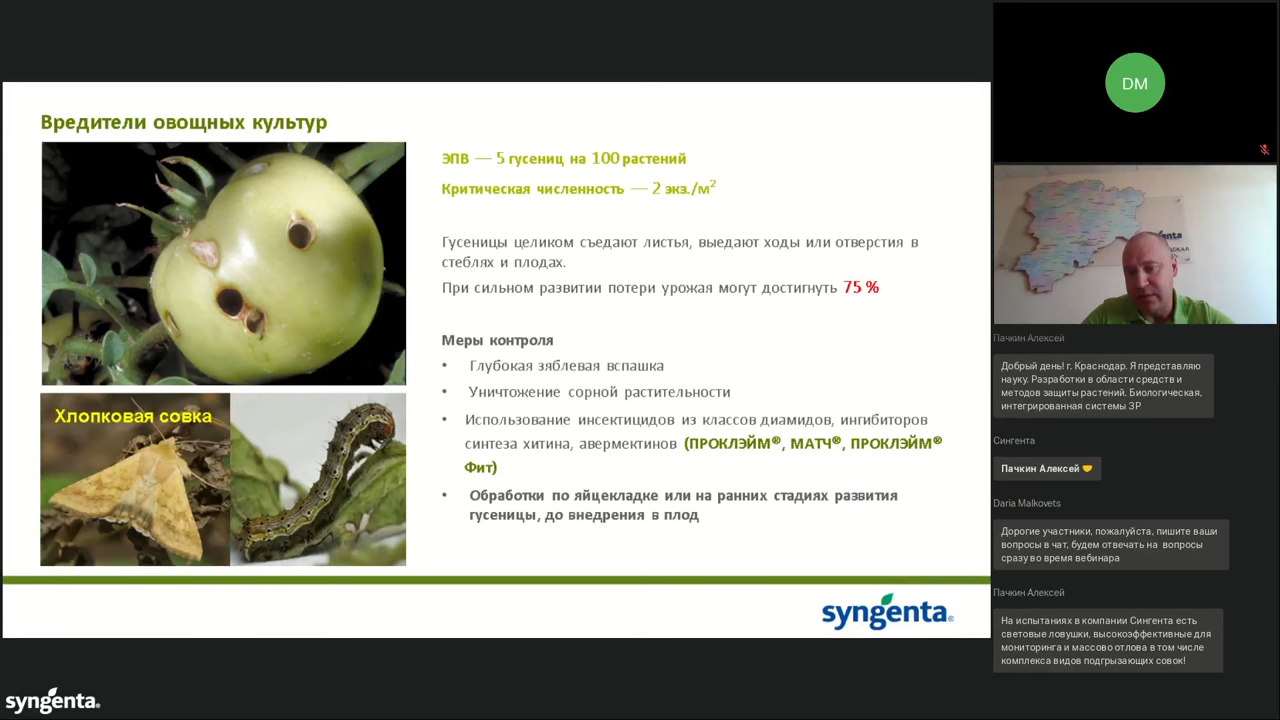 Вредители овощных культур
ЭПВ — 5 гусениц на 100 растений
Критическая численность — 2 экз./м²
Гусеницы целиком съедают листья, выедают ходы или отверстия в
стеблях и плодах.
При сильном развитии потери урожая могут достигнуть 75 %
Меры контроля
• Глубокая зяблевая вспашка
• Уничтожение сорной растительности
• Использование инсектицидов из классов диамидов, ингибиторов
синтеза хитина, авермектинов (ПРОКЛЭЙМ®, МАТЧ®, ПРОКЛЭЙМ®
Фит)
• Обработки по яйцекладке или на ранних стадиях развития
гусеницы, до внедрения в плод
Хлопковая совка
syngenta®
syngenta®
DM
Пачкин Алексей
Добрый день! г. Краснодар. Я представляю
науку. Разработки в области средств и
методов защиты растений. Биологическая,
интегрированная системы ЗР
Сингента
Пачкин Алексей 🤝
Daria Malkovets
Дорогие участники, пожалуйста, пишите ваши
вопросы в чат, будем отвечать на вопросы
сразу во время вебинара
Пачкин Алексей
На испытаниях в компании Сингента есть
световые ловушки, высокоэффективные для
мониторинга и массово отлова в том числе
комплекса видов подгрызающих совок!